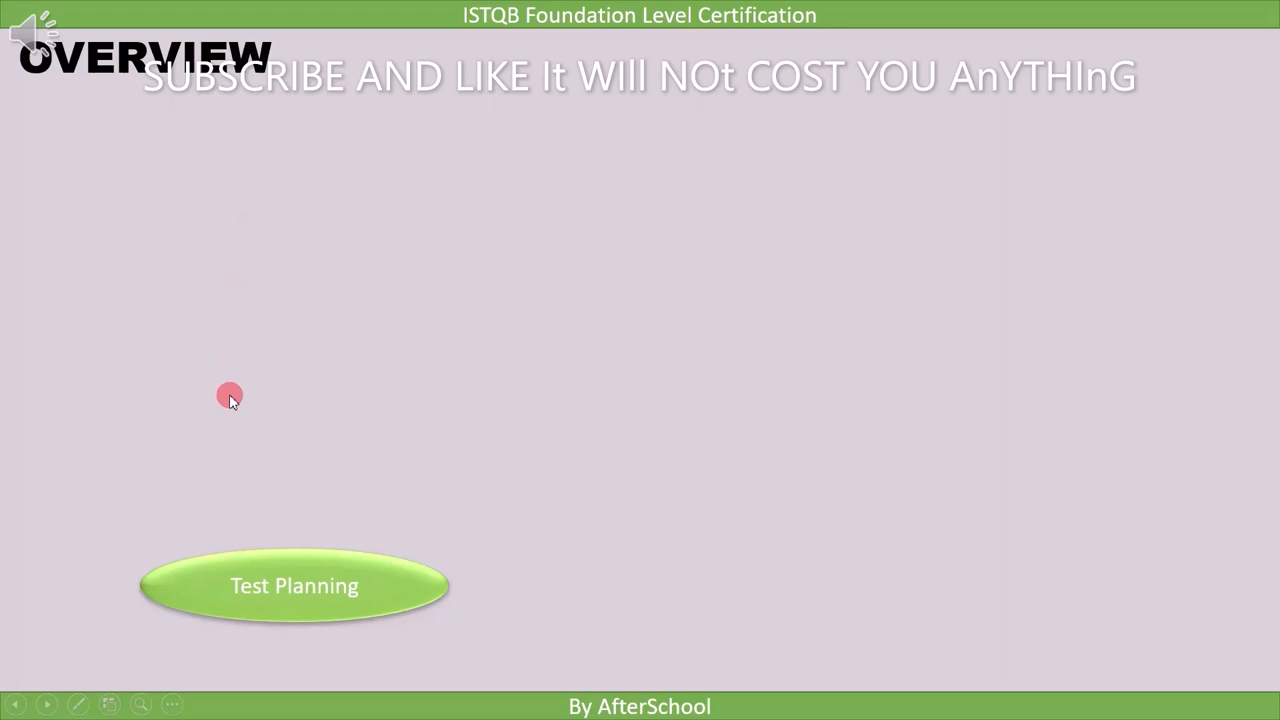 ISTQB Foundation Level Certification
OVERVIEW
SUBSCRIBE AND LIKE It WIll NOt COST YOU AnYTHInG
Test Planning
By AfterSchool